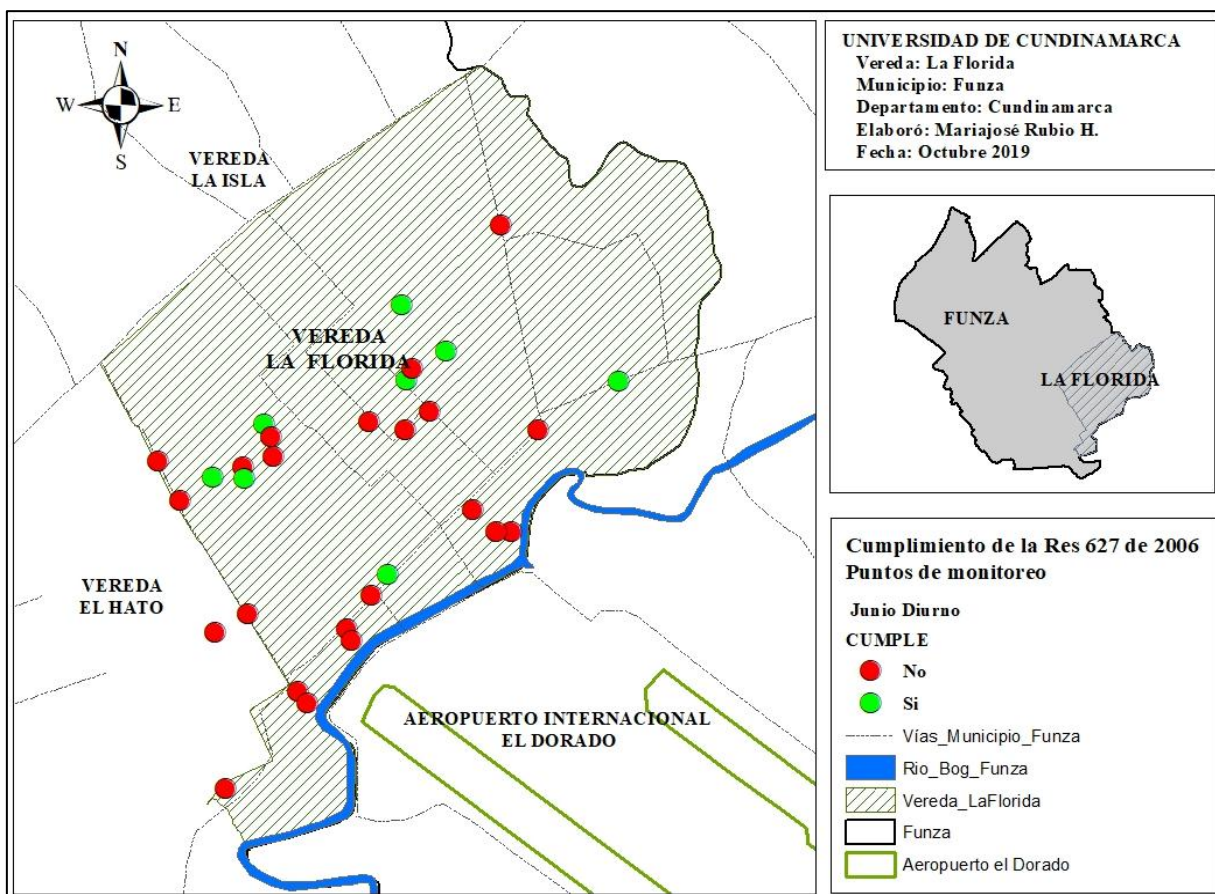 N
W
E
S
VEREDA
LA ISLA
VEREDA
LA FLORIDA
VEREDA
EL HATO
AEROPUERTO INTERNACIONAL
EL DORADO
UNIVERSIDAD DE CUNDINAMARCA
Vereda: La Florida
Municipio: Funza
Departamento: Cundinamarca
Elaboró: Mariajosé Rubio H.
Fecha: Octubre 2019
FUNZA
LA FLORIDA
Cumplimiento de la Res 627 de 2006
Puntos de monitoreo
Junio Diurno
CUMPLE
No
Si
Vías_Municipio_Funza
Rio_Bog_Funza
Vereda_LaFlorida
Funza
Aeropuerto el Dorado